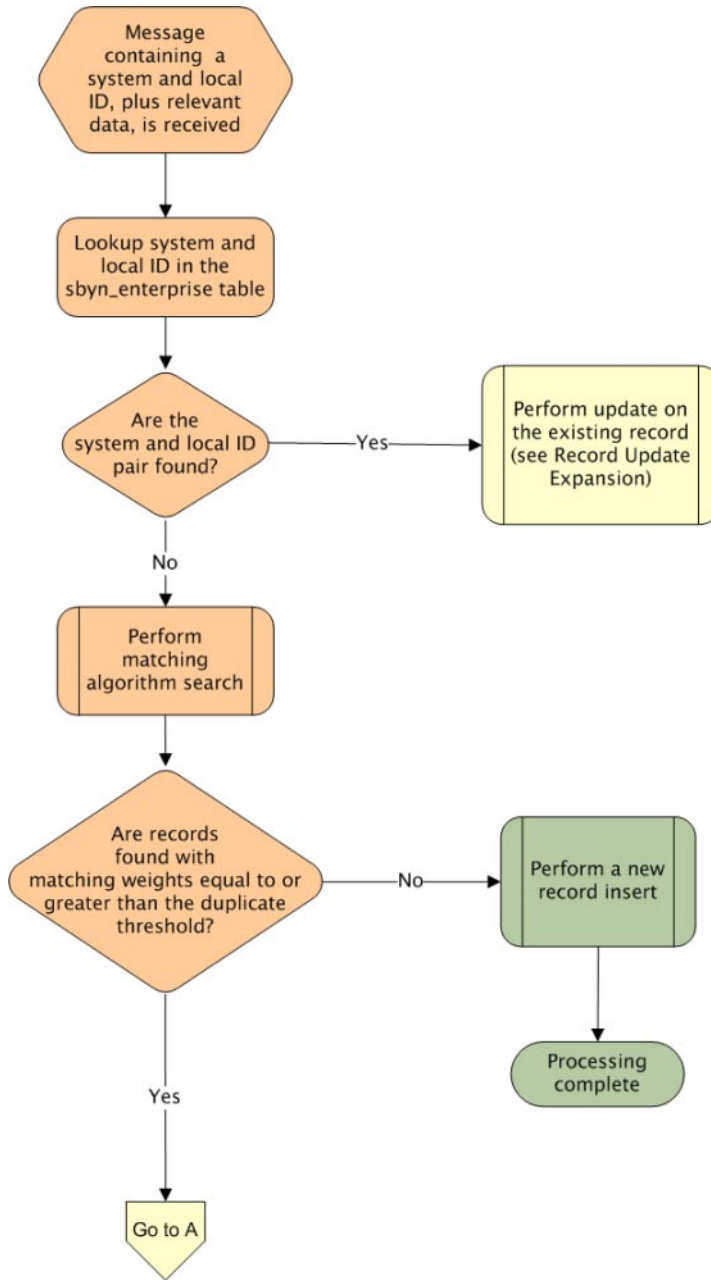 Message
containing a
system and local
ID, plus relevant
data, is received
Lookup system and
local ID in the
sbyn_enterprise table
Are the
system and local ID
pair found?
Yes
Perform update on
the existing record
(see Record Update
Expansion)
No
Perform
matching
algorithm search
Are records
found with
matching weights equal to or
greater than the duplicate
threshold?
No
Perform a new
record insert
Processing
complete
Yes
Go to A